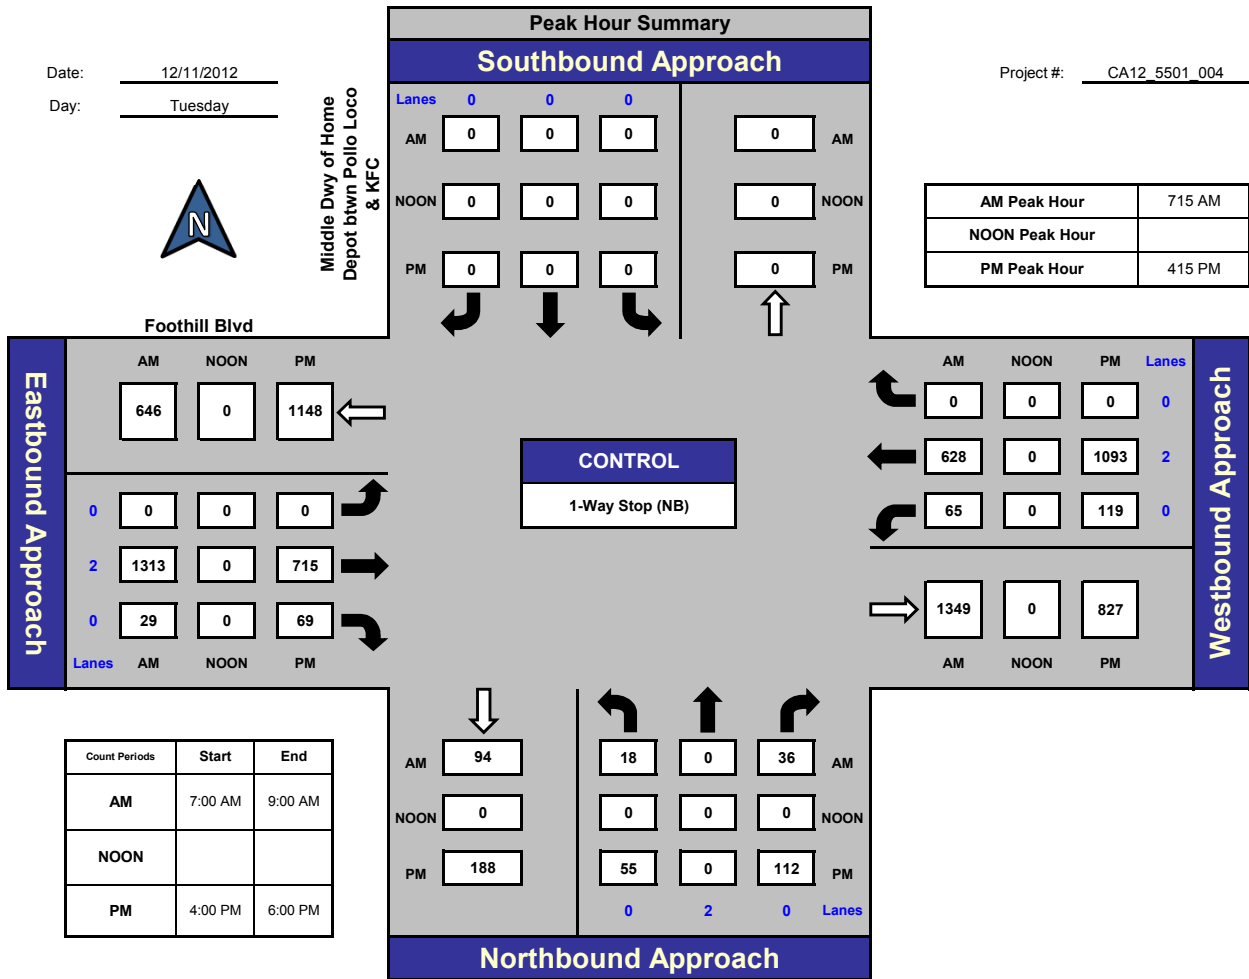 Peak Hour Summary
Southbound Approach
Date: 12/11/2012
Day: Tuesday
Project #: CA12_5501_004
Middle Dwy of Home
Depot btwn Pollo Loco
& KFC
Lanes 0 0 0
AM 0 0 0 0 AM
NOON 0 0 0 0 NOON
PM 0 0 0 0 PM
N
AM Peak Hour 715 AM
NOON Peak Hour
PM Peak Hour 415 PM
Foothill Blvd
Eastbound Approach
AM NOON PM
646 0 1148
0 0 0 0
2 1313 0 715
0 29 0 69
Lanes AM NOON PM
CONTROL
1-Way Stop (NB)
AM NOON PM Lanes
0 0 0 0
628 0 1093 2
65 0 119 0
1349 0 827
AM NOON PM
Westbound Approach
Count Periods Start End
AM 7:00 AM 9:00 AM
NOON
PM 4:00 PM 6:00 PM
AM 94 18 0 36 AM
NOON 0 0 0 0 NOON
PM 188 55 0 112 PM
0 2 0 Lanes
Northbound Approach